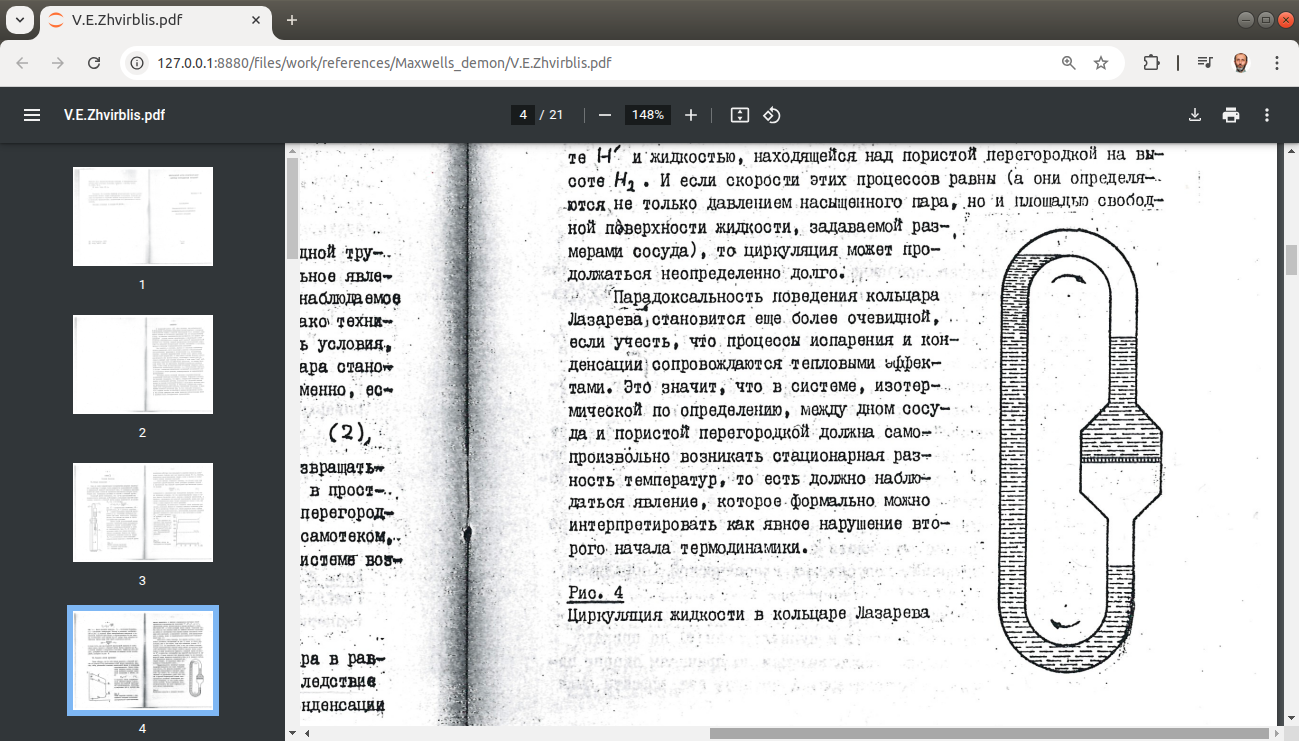 V.E.Zhvirblis.pdf
127.0.0.1:8880/files/work/references/Maxwells_demon/V.E.Zhvirblis.pdf
V.E.Zhvirblis.pdf
4 / 21
148%
1
2
3
4
дной тру-
ьное явле-
наблюдаемое
ако техни-
ь условия,
ара стано-
менно, ес-
(2),
звращать-
в прост-
перегород-
самотеком,
истеме воз-
ра в рав-
ледствие
нденсации
те H′ и жидкостью, находящейся над пористой перегородкой на вы-
соте H₂. И если скорости этих процессов равны (а они определя-
ются не только давлением насыщенного пара, но и площадью свобод-
ной поверхности жидкости, задаваемой раз-
мерами сосуда), то циркуляция может про-
должаться неопределенно долго.
Парадоксальность поведения кольцара
Лазарева становится еще более очевидной,
если учесть, что процессы испарения и кон-
денсации сопровождаются тепловыми эффек-
тами. Это значит, что в системе, изотер-
мической по определению, между дном сосу-
да и пористой перегородкой должна само-
произвольно возникать стационарная раз-
ность температур, то есть должно наблю-
даться явление, которое формально можно
интерпретировать как явное нарушение вто-
рого начала термодинамики.
Рис. 4
Циркуляция жидкости в кольцаре Лазарева